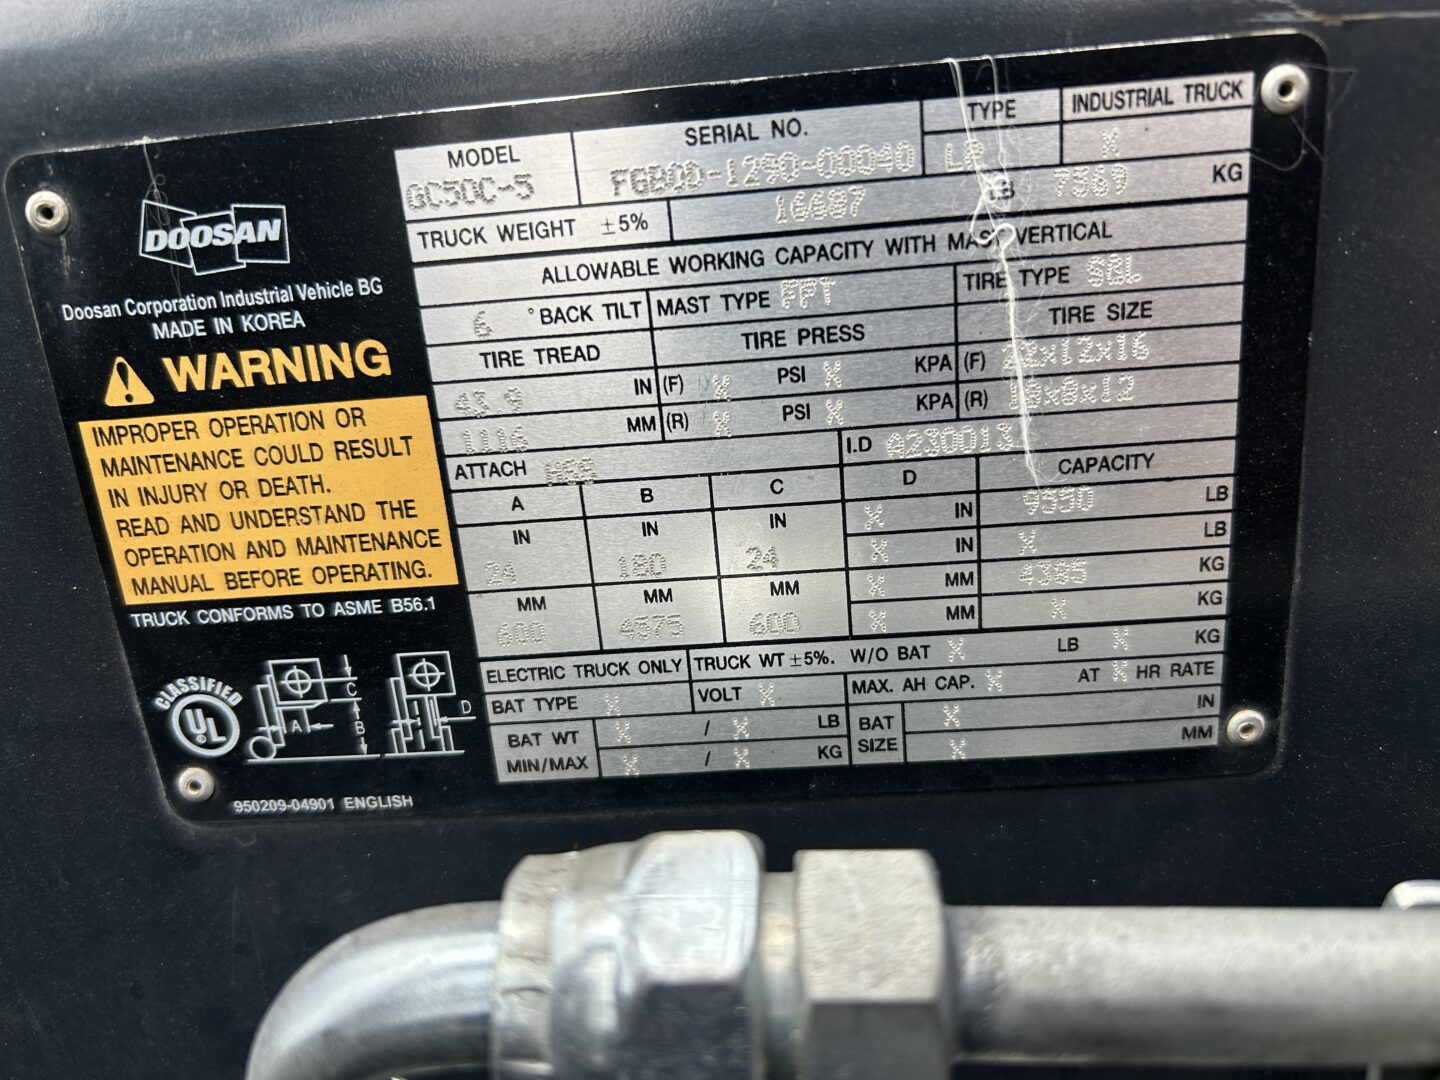 DOOSAN
Doosan Corporation Industrial Vehicle BG
MADE IN KOREA
WARNING
IMPROPER OPERATION OR
MAINTENANCE COULD RESULT
IN INJURY OR DEATH.
READ AND UNDERSTAND THE
OPERATION AND MAINTENANCE
MANUAL BEFORE OPERATING.
TRUCK CONFORMS TO ASME B56.1
CLASSIFIED
UL
C
A
B
D
950209-04901 ENGLISH
MODEL SERIAL NO. TYPE INDUSTRIAL TRUCK
GC50C-5 X
TRUCK WEIGHT ±5% 16687 LB 7569 KG
ALLOWABLE WORKING CAPACITY WITH MAST VERTICAL
6 ° BACK TILT MAST TYPE FFT TIRE TYPE
TIRE TREAD TIRE PRESS TIRE SIZE
43.9 IN (F) X PSI X KPA (F) 22x12x16
1116 MM (R) X PSI X KPA (R) 18x8x12
ATTACH I.D A230013
A B C D CAPACITY
IN IN IN X IN 9550 LB
24 180 24 X IN X LB
MM MM MM X MM 4385 KG
600 4575 600 X MM X KG
ELECTRIC TRUCK ONLY TRUCK WT ±5%. W/O BAT X LB X KG
BAT TYPE X VOLT X MAX. AH CAP. X AT X HR RATE
BAT WT MIN/MAX X / X LB BAT SIZE X IN
X / X KG X MM